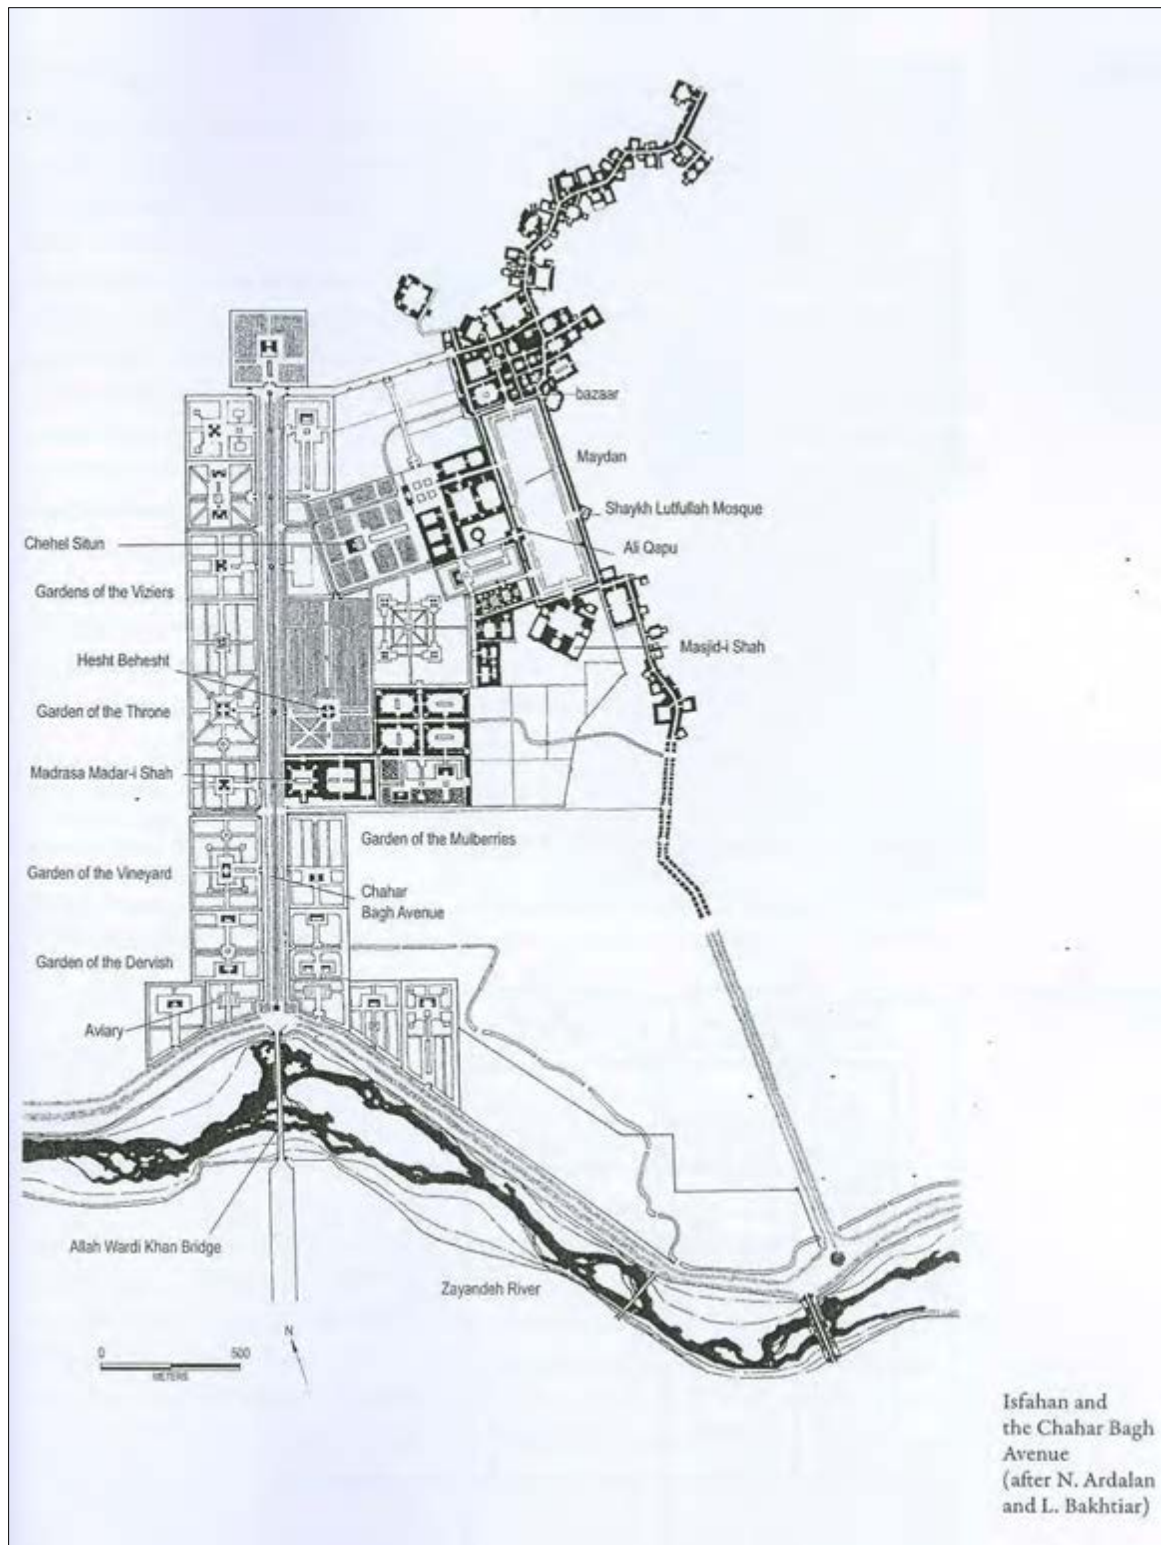 bazaar
Maydan
Shaykh Lutfullah Mosque
Chehel Situn
Ali Qapu
Gardens of the Viziers
Masjid-i Shah
Hesht Behesht
Garden of the Throne
Madrasa Madar-i Shah
Garden of the Mulberries
Garden of the Vineyard
Chahar
Bagh Avenue
Garden of the Dervish
Aviary
Allah Wardi Khan Bridge
Zayandeh River
N
0 500
METERS
Isfahan and
the Chahar Bagh
Avenue
(after N. Ardalan
and L. Bakhtiar)